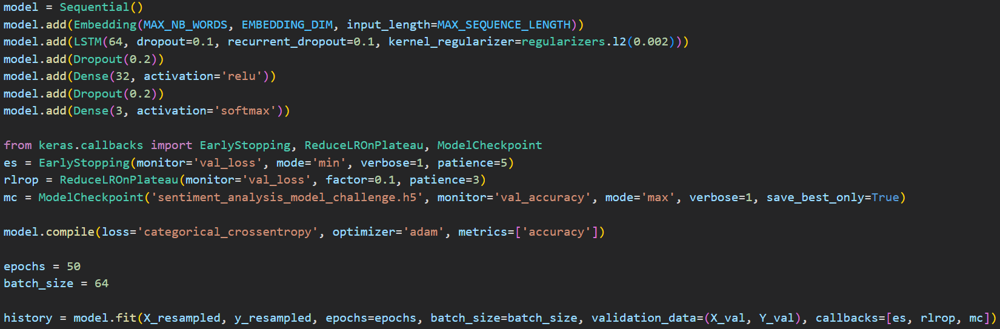 model = Sequential()
model.add(Embedding(MAX_NB_WORDS, EMBEDDING_DIM, input_length=MAX_SEQUENCE_LENGTH))
model.add(LSTM(64, dropout=0.1, recurrent_dropout=0.1, kernel_regularizer=regularizers.l2(0.002)))
model.add(Dropout(0.2))
model.add(Dense(32, activation='relu'))
model.add(Dropout(0.2))
model.add(Dense(3, activation='softmax'))
from keras.callbacks import EarlyStopping, ReduceLROnPlateau, ModelCheckpoint
es = EarlyStopping(monitor='val_loss', mode='min', verbose=1, patience=5)
rlrop = ReduceLROnPlateau(monitor='val_loss', factor=0.1, patience=3)
mc = ModelCheckpoint('sentiment_analysis_model_challenge.h5', monitor='val_accuracy', mode='max', verbose=1, save_best_only=True)
model.compile(loss='categorical_crossentropy', optimizer='adam', metrics=['accuracy'])
epochs = 50
batch_size = 64
history = model.fit(X_resampled, y_resampled, epochs=epochs, batch_size=batch_size, validation_data=(X_val, Y_val), callbacks=[es, rlrop, mc])